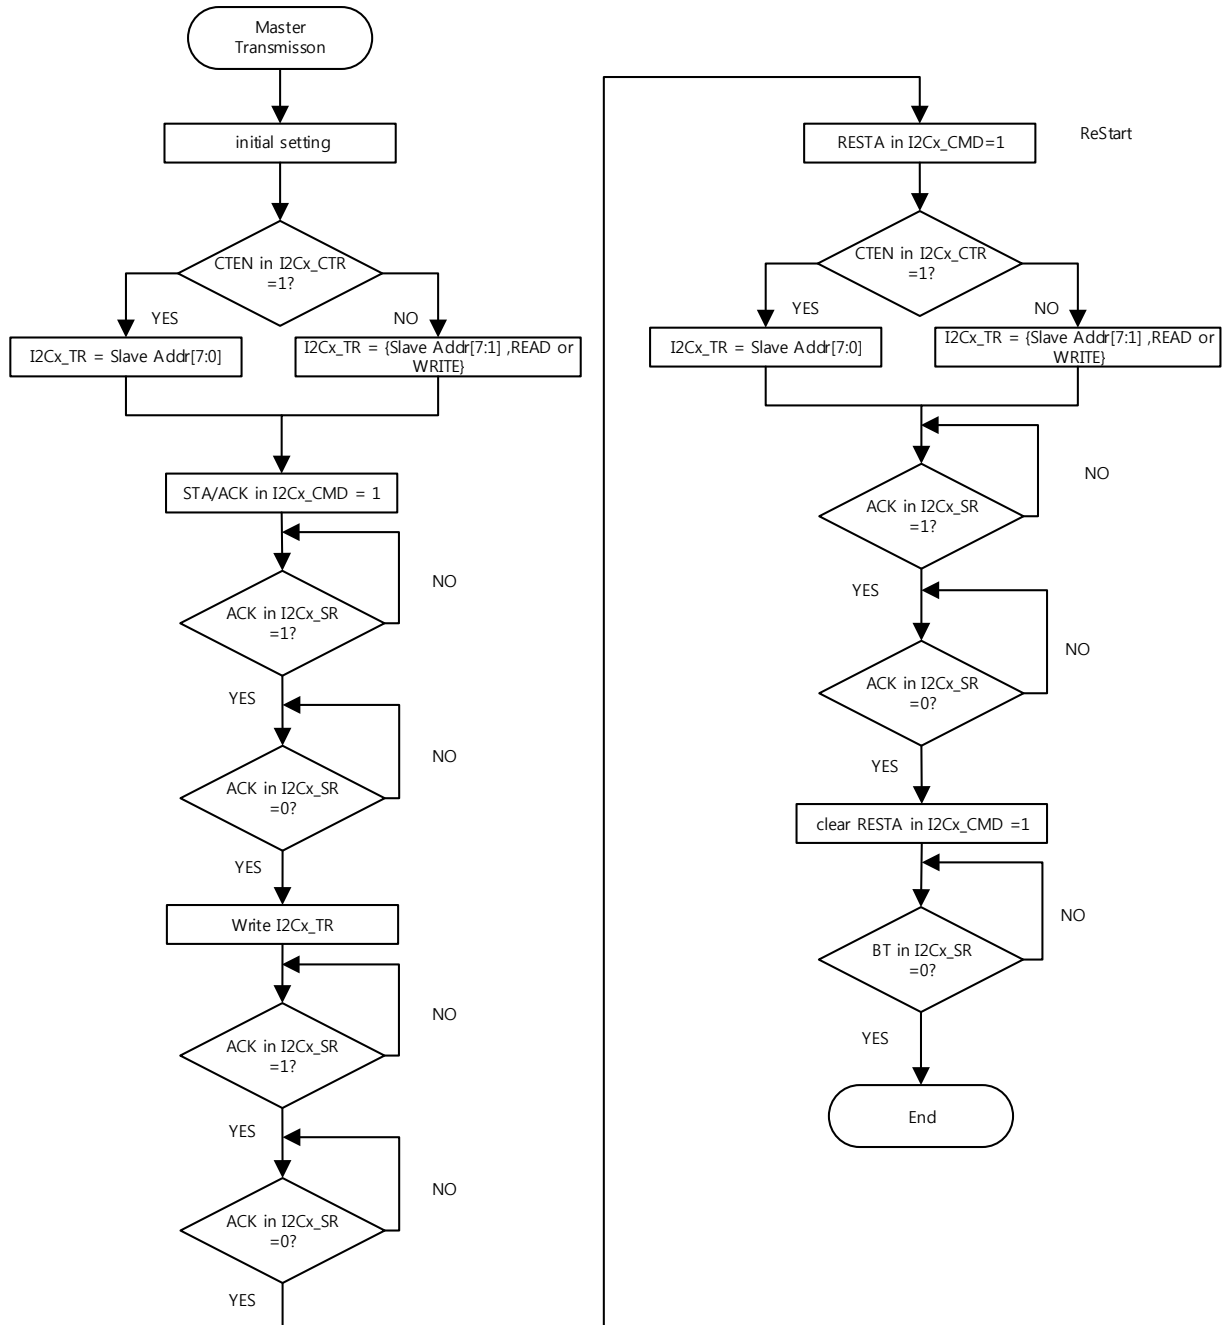 Master
Transmisson
initial setting
CTEN in I2Cx_CTR
=1?
YES
NO
I2Cx_TR = Slave Addr[7:0]
I2Cx_TR = {Slave Addr[7:1] ,READ or
WRITE}
STA/ACK in I2Cx_CMD = 1
NO
ACK in I2Cx_SR
=1?
YES
NO
ACK in I2Cx_SR
=0?
YES
Write I2Cx_TR
NO
ACK in I2Cx_SR
=1?
YES
NO
ACK in I2Cx_SR
=0?
YES
RESTA in I2Cx_CMD=1
ReStart
CTEN in I2Cx_CTR
=1?
YES
NO
I2Cx_TR = Slave Addr[7:0]
I2Cx_TR = {Slave Addr[7:1] ,READ or
WRITE}
NO
ACK in I2Cx_SR
=1?
YES
NO
ACK in I2Cx_SR
=0?
YES
clear RESTA in I2Cx_CMD =1
NO
BT in I2Cx_SR
=0?
YES
End